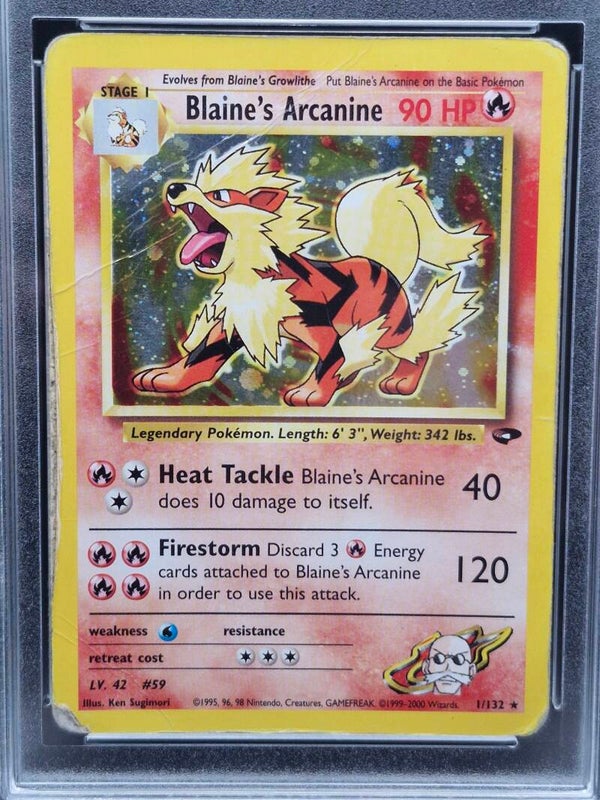 Evolves from Blaine's Growlithe Put Blaine's Arcanine on the Basic Pokémon
STAGE 1
Blaine's Arcanine 90 HP
Legendary Pokémon. Length: 6' 3", Weight: 342 lbs.
Heat Tackle Blaine's Arcanine 40
does 10 damage to itself.
Firestorm Discard 3 Energy
cards attached to Blaine's Arcanine 120
in order to use this attack.
weakness resistance
retreat cost
LV. 42 #59
Illus. Ken Sugimori ©1995, 96, 98 Nintendo, Creatures, GAMEFREAK. ©1999-2000 Wizards. 1/132 ★